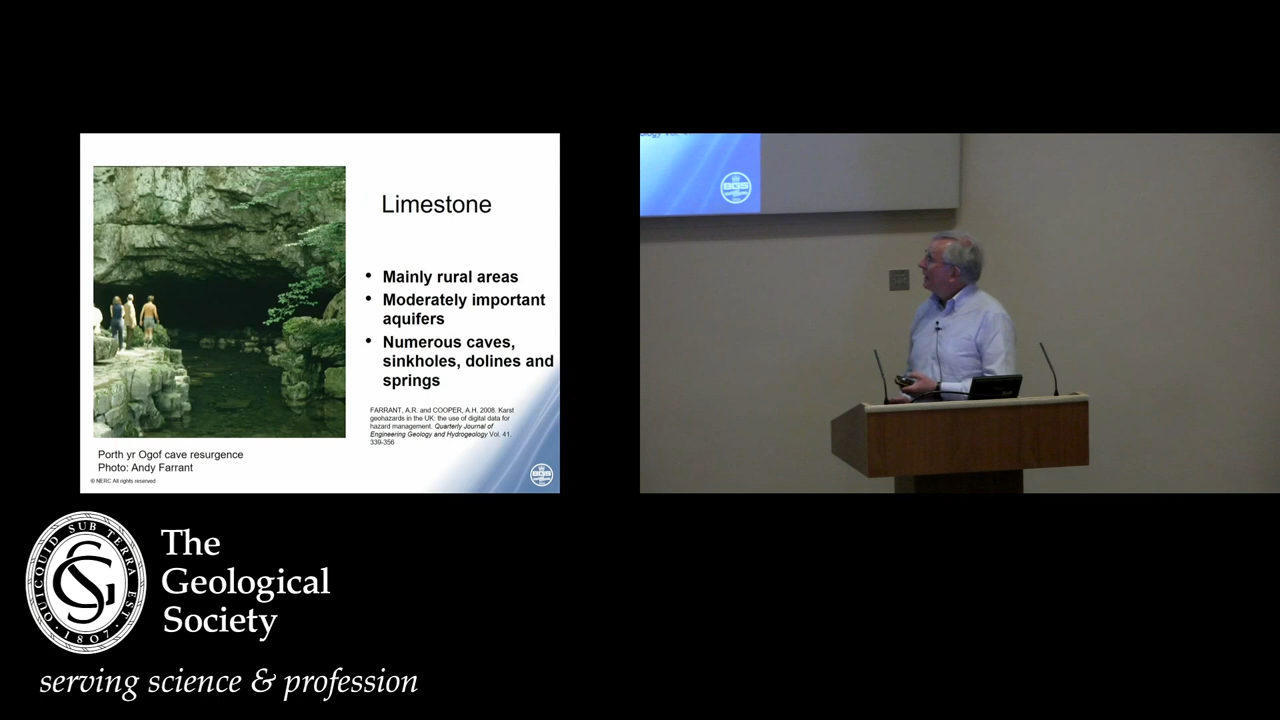 Limestone
• Mainly rural areas
• Moderately important
aquifers
• Numerous caves,
sinkholes, dolines and
springs
FARRANT, A.R. and COOPER, A.H. 2008. Karst
geohazards in the UK: the use of digital data for
hazard management. Quarterly Journal of
Engineering Geology and Hydrogeology Vol. 41.
339-356
Porth yr Ogof cave resurgence
Photo: Andy Farrant
© NERC All rights reserved
BGS
BGS
QUICQUID SUB TERRA EST
· 1807 ·
GS
The
Geological
Society
serving science & profession